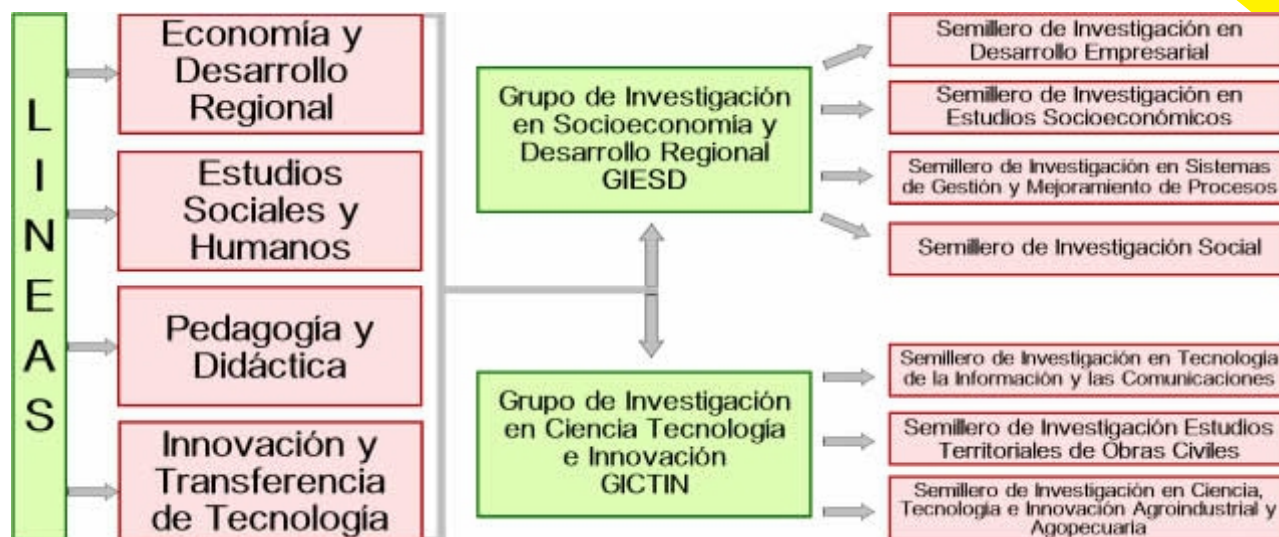 LINEAS
Economía y
Desarrollo
Regional
Estudios
Sociales y
Humanos
Pedagogía y
Didáctica
Innovación y
Transferencia
de Tecnología
Grupo de Investigación
en Socioeconomía y
Desarrollo Regional
GIESD
Grupo de Investigación
en Ciencia Tecnología
e Innovación
GICTIN
Semillero de Investigación en
Desarrollo Empresarial
Semillero de Investigación en
Estudios Socioeconómicos
Semillero de Investigación en Sistemas
de Gestión y Mejoramiento de Procesos
Semillero de Investigación Social
Semillero de Investigación en Tecnología
de la Información y las Comunicaciones
Semillero de Investigación Estudios
Territoriales de Obras Civiles
Semillero de Investigación en Ciencia,
Tecnología e Innovación Agroindustrial y
Agopecuaria